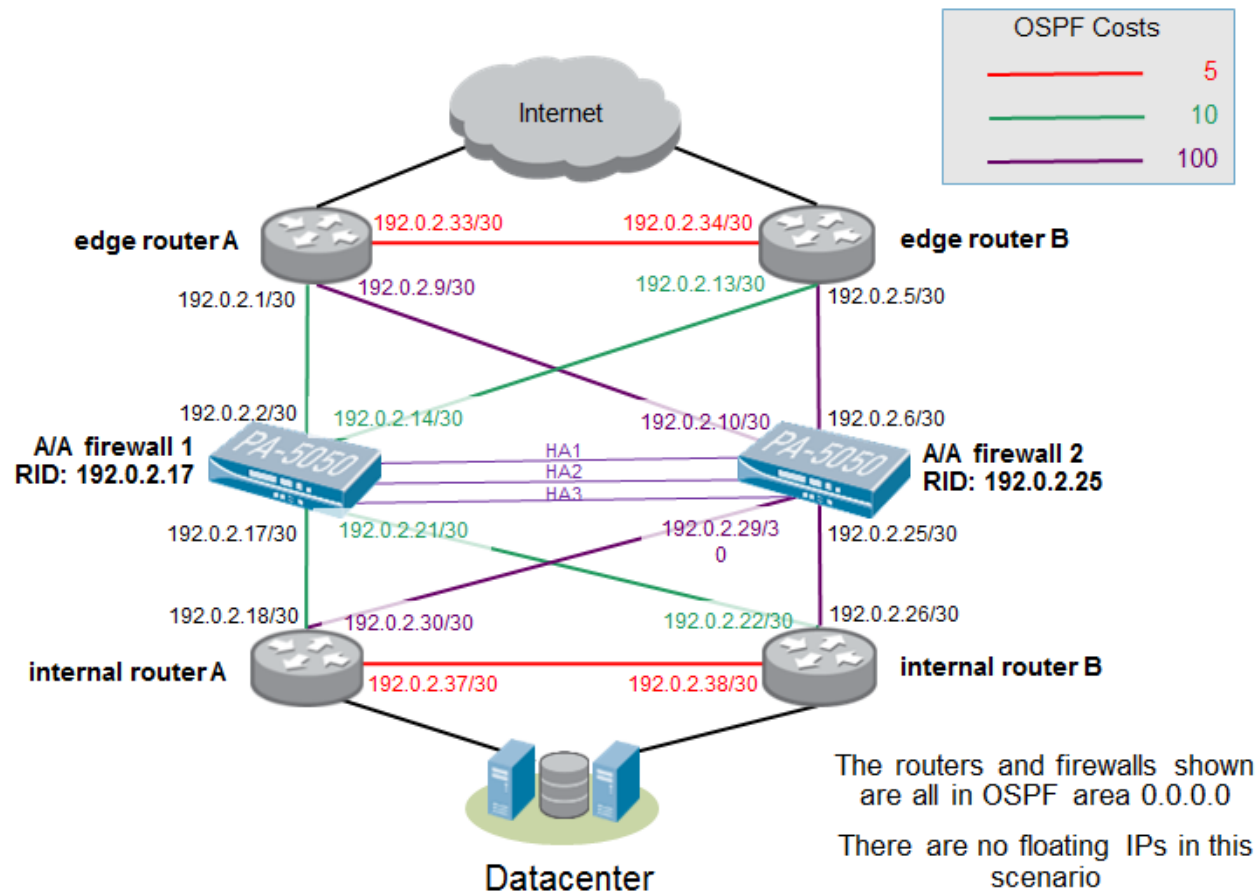 OSPF Costs
5
10
100
Internet
192.0.2.33/30
192.0.2.34/30
edge router A
edge router B
192.0.2.1/30
192.0.2.9/30
192.0.2.13/30
192.0.2.5/30
192.0.2.2/30
192.0.2.14/30
192.0.2.10/30
192.0.2.6/30
A/A firewall 1
RID: 192.0.2.17
PA-5050
HA1
HA2
HA3
PA-5050
A/A firewall 2
RID: 192.0.2.25
192.0.2.17/30
192.0.2.21/30
192.0.2.29/3
0
192.0.2.25/30
192.0.2.18/30
192.0.2.30/30
192.0.2.22/30
192.0.2.26/30
internal router A
internal router B
192.0.2.37/30
192.0.2.38/30
Datacenter
The routers and firewalls shown
are all in OSPF area 0.0.0.0
There are no floating IPs in this
scenario